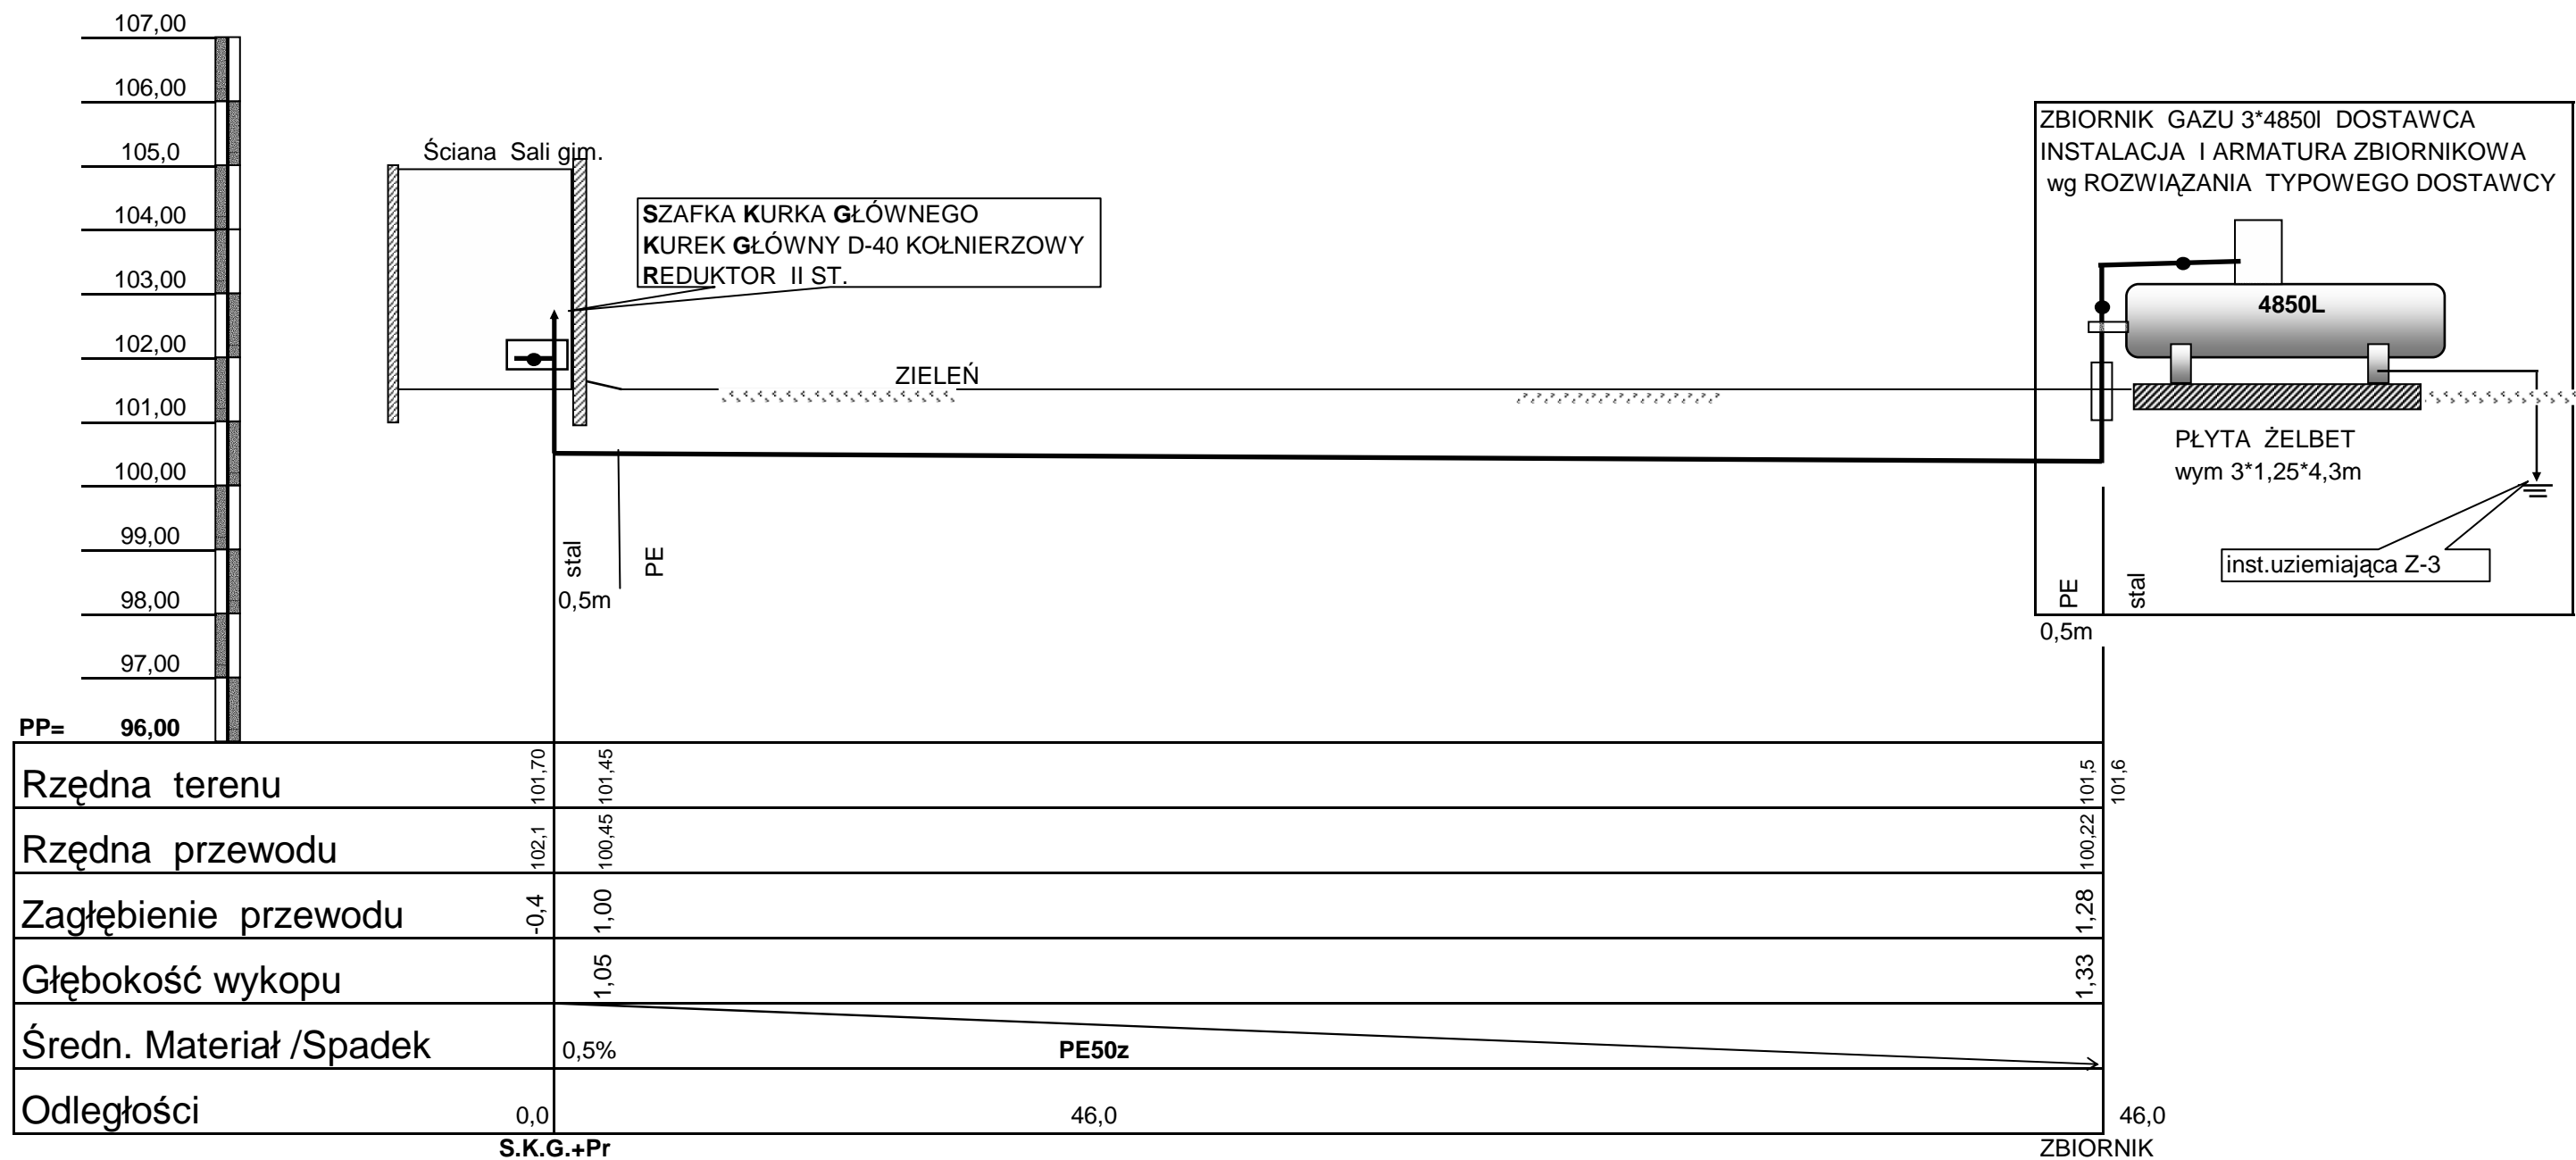 107,00
106,00
105,0
104,00
103,00
102,00
101,00
100,00
99,00
98,00
97,00
PP= 96,00
Ściana Sali gim.
SZAFKA KURKA GŁÓWNEGO
KUREK GŁÓWNY D-40 KOŁNIERZOWY
REDUKTOR II ST.
ZIELEŃ
stal
PE
0,5m
ZBIORNIK GAZU 3*4850l DOSTAWCA
INSTALACJA I ARMATURA ZBIORNIKOWA
wg ROZWIĄZANIA TYPOWEGO DOSTAWCY
4850L
PŁYTA ŻELBET
wym 3*1,25*4,3m
inst.uziemiająca Z-3
PE
stal
0,5m
Rzędna terenu 101,70 101,45 101,5 101,6
Rzędna przewodu 102,1 100,45 100,22
Zagłębienie przewodu -0,4 1,00 1,28
Głębokość wykopu 1,05 1,33
Średn. Materiał /Spadek 0,5% PE50z
Odległości 0,0 46,0 46,0
S.K.G.+Pr ZBIORNIK